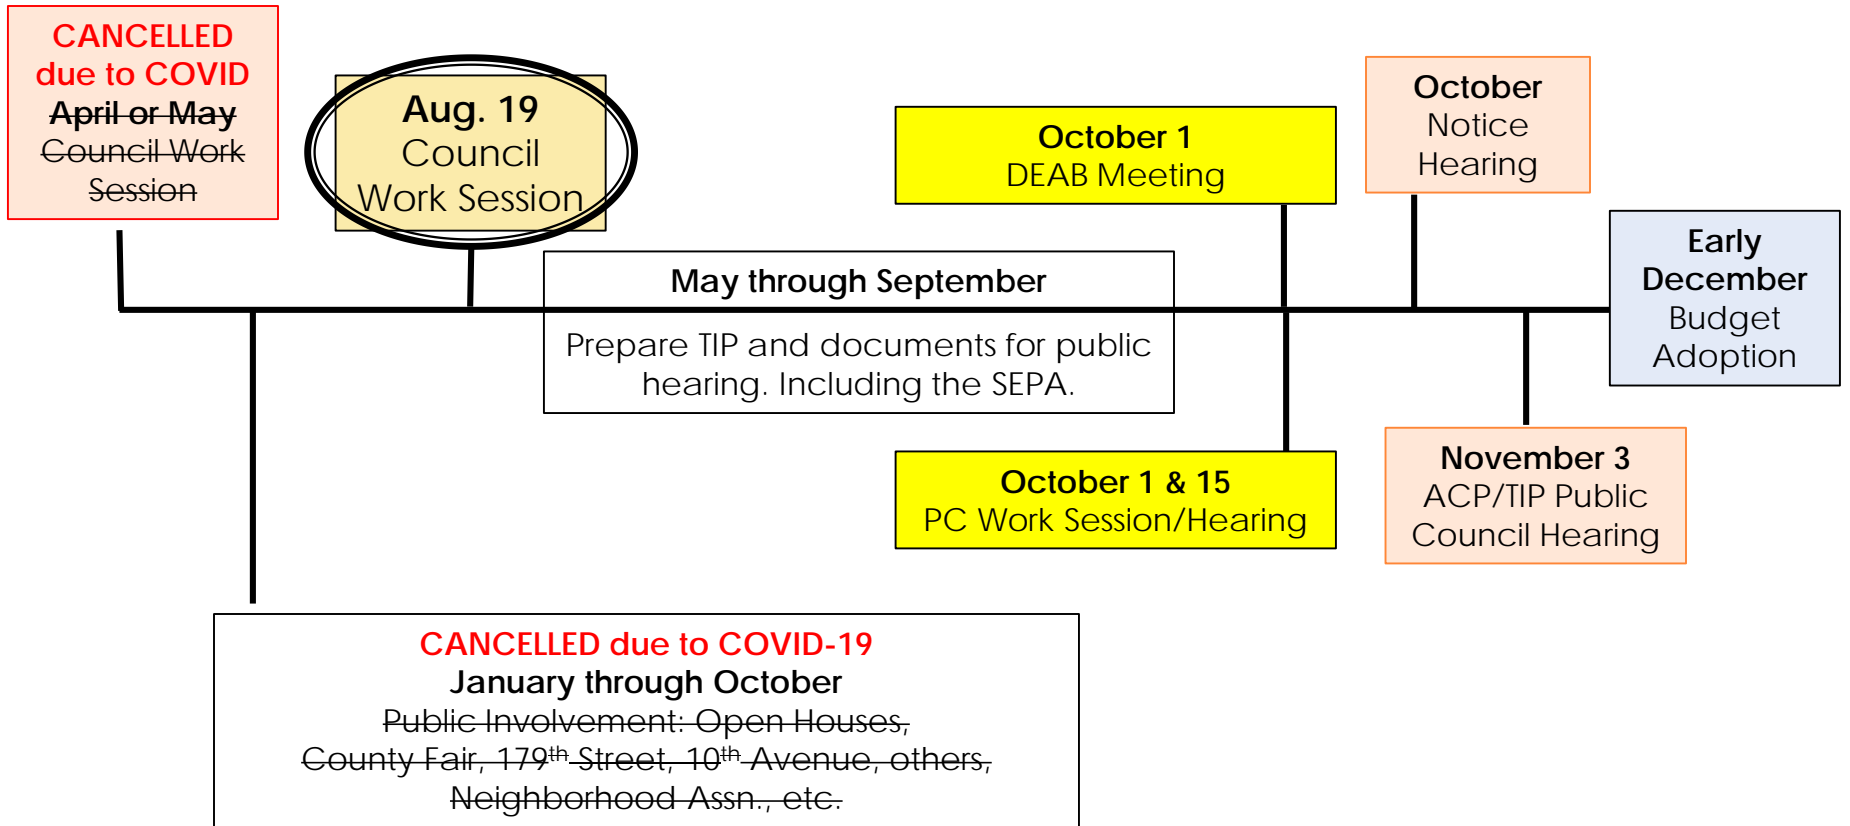 CANCELLED
due to COVID
April or May
Council Work
Session
Aug. 19
Council
Work Session
May through September
Prepare TIP and documents for public
hearing. Including the SEPA.
October 1
DEAB Meeting
October
Notice
Hearing
Early
December
Budget
Adoption
October 1 & 15
PC Work Session/Hearing
November 3
ACP/TIP Public
Council Hearing
CANCELLED due to COVID-19
January through October
Public Involvement: Open Houses,
County Fair, 179th Street, 10th Avenue, others,
Neighborhood Assn., etc.